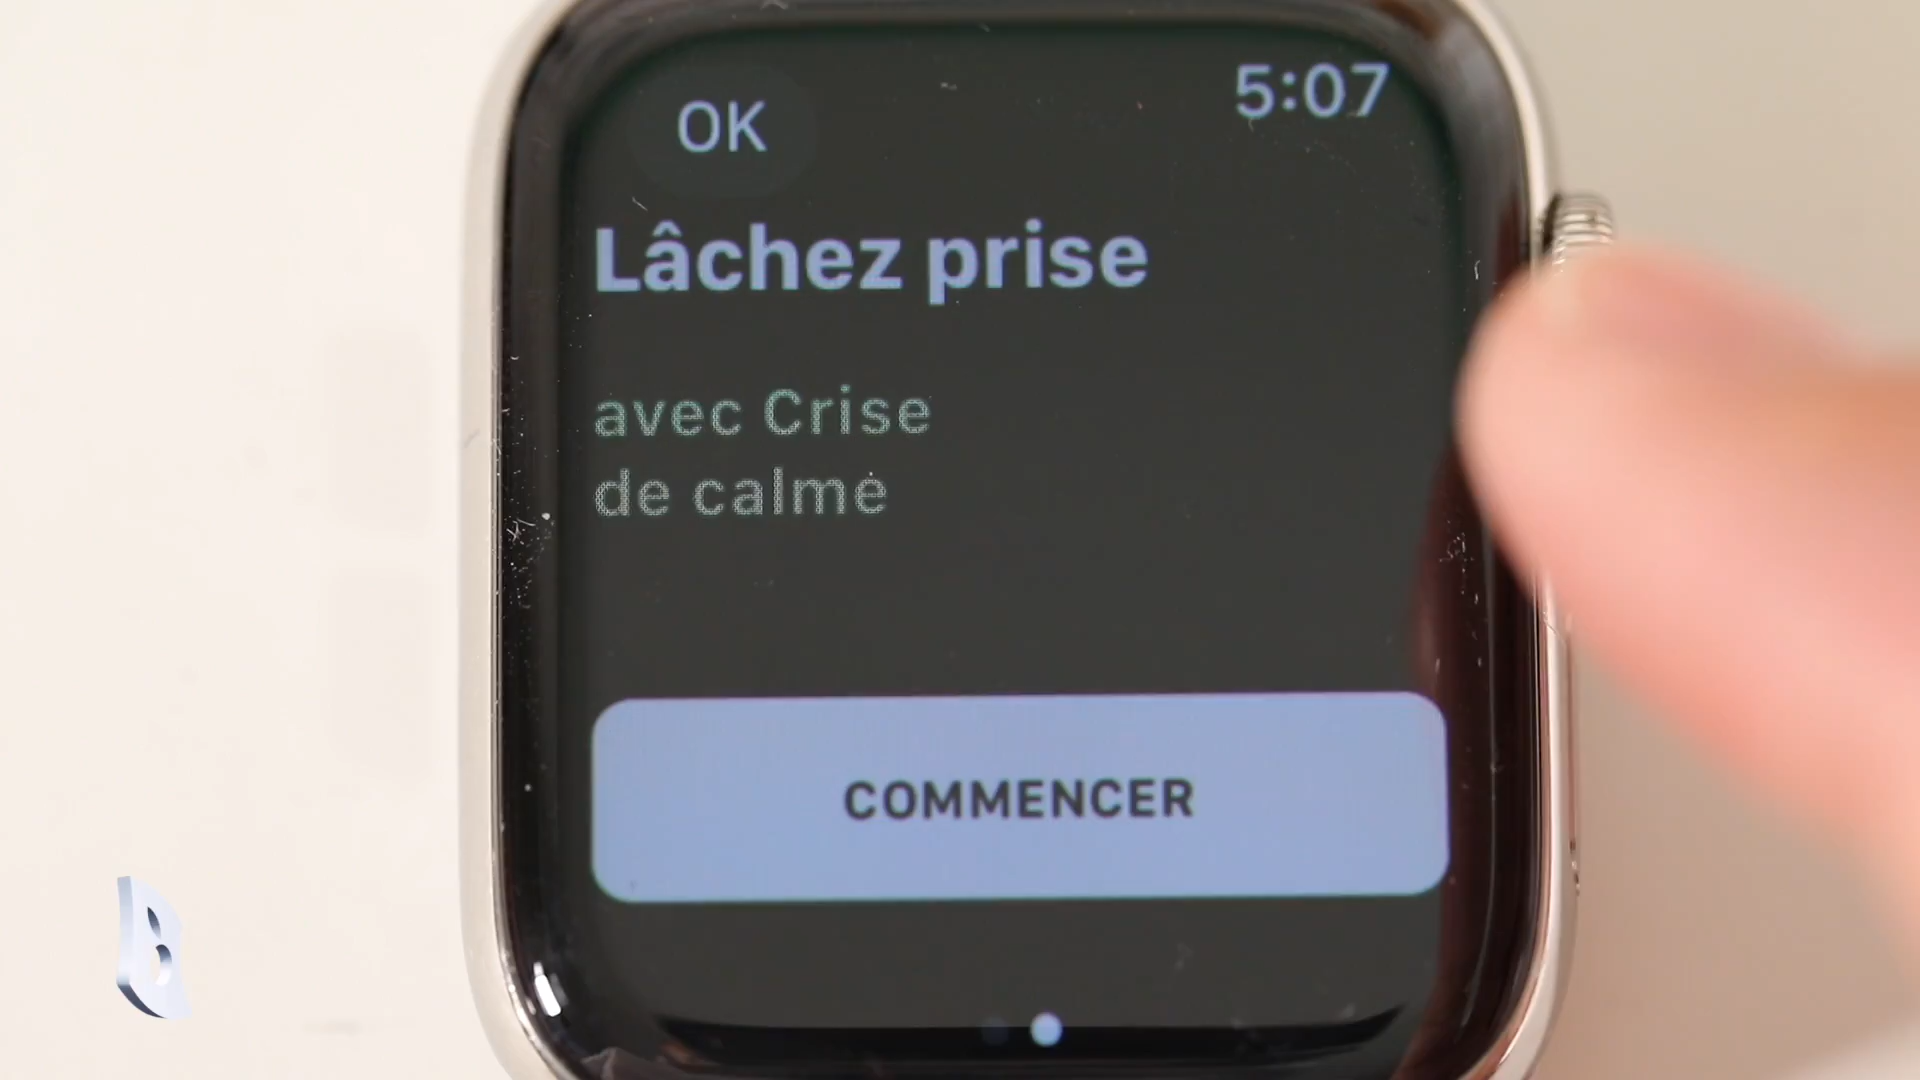 OK
5:07
Lâchez prise
avec Crise
de calme
COMMENCER
B